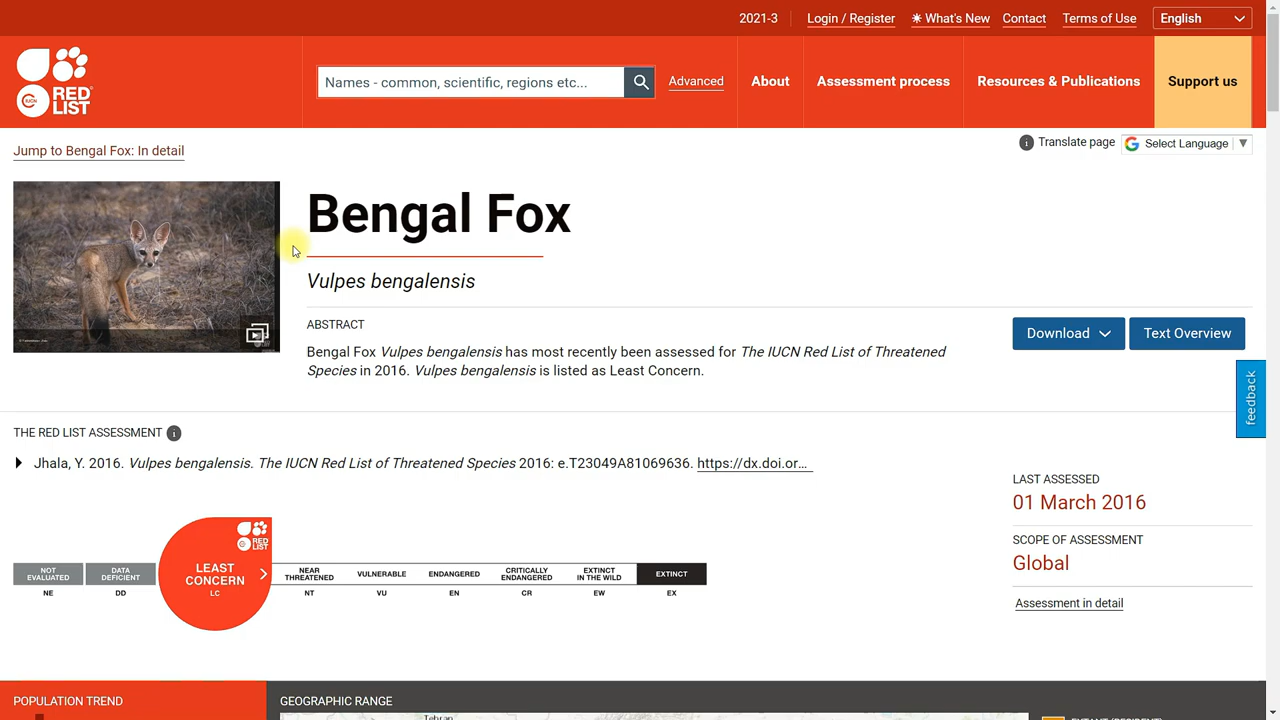 2021-3
Login / Register
What's New
Contact
Terms of Use
English
IUCN
RED
LIST
Names - common, scientific, regions etc...
Advanced
About
Assessment process
Resources & Publications
Support us
Jump to Bengal Fox: In detail
i
Translate page
G
Select Language
Bengal Fox
Vulpes bengalensis
ABSTRACT
Bengal Fox Vulpes bengalensis has most recently been assessed for The IUCN Red List of Threatened
Species in 2016. Vulpes bengalensis is listed as Least Concern.
Download
Text Overview
feedback
THE RED LIST ASSESSMENT
i
Jhala, Y. 2016. Vulpes bengalensis. The IUCN Red List of Threatened Species 2016: e.T23049A81069636. https://dx.doi.or...
LAST ASSESSED
01 March 2016
SCOPE OF ASSESSMENT
Global
Assessment in detail
RED
LIST
NOT
EVALUATED
NE
DATA
DEFICIENT
DD
LEAST
CONCERN
LC
NEAR
THREATENED
NT
VULNERABLE
VU
ENDANGERED
EN
CRITICALLY
ENDANGERED
CR
EXTINCT
IN THE WILD
EW
EXTINCT
EX
POPULATION TREND
GEOGRAPHIC RANGE
Tehran
EXTANT (RESIDENT)